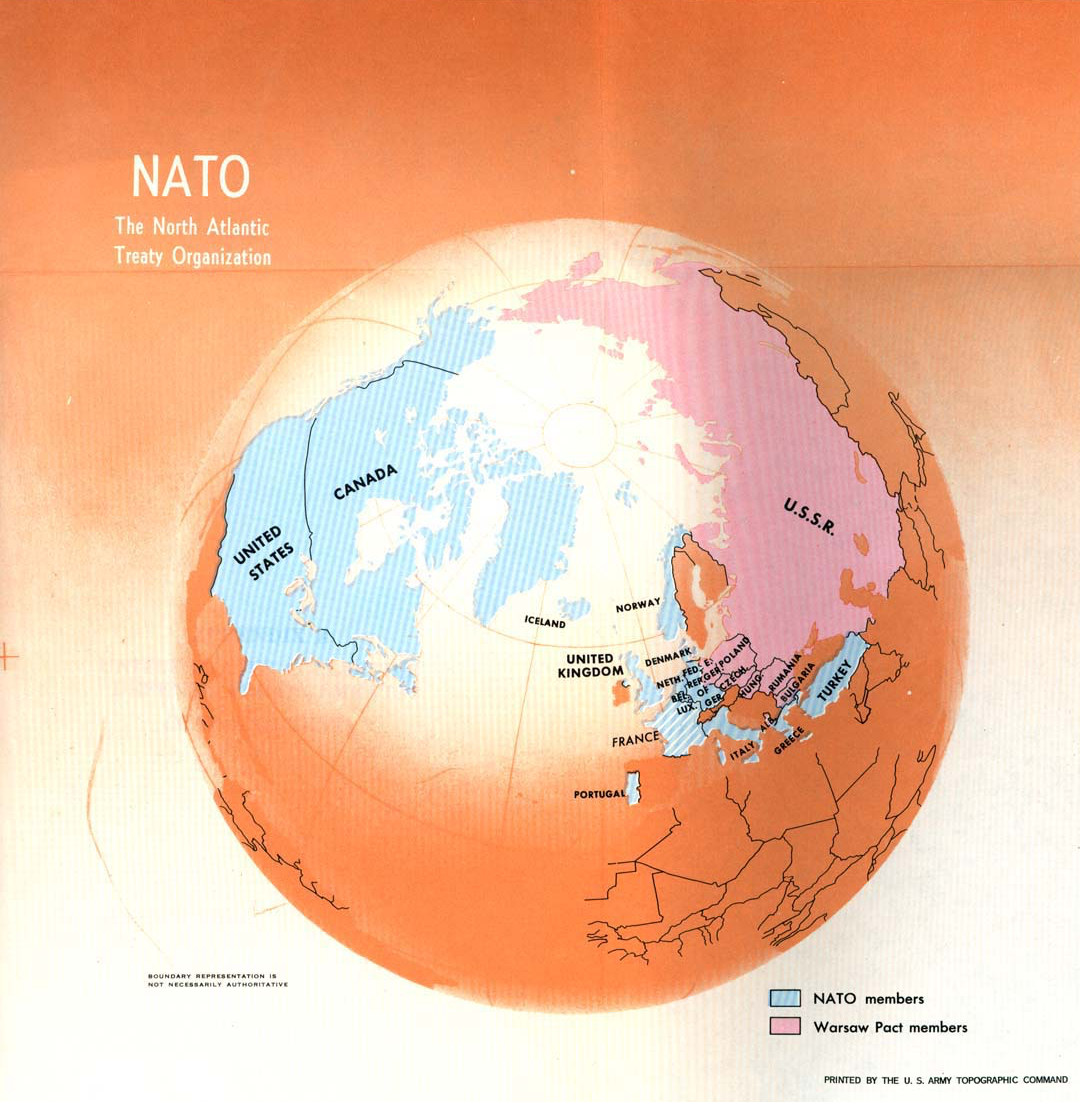 NATO
The North Atlantic
Treaty Organization
CANADA
UNITED
STATES
U.S.S.R.
NORWAY
ICELAND
UNITED
KINGDOM
DENMARK
POLAND
NETH.
FED.
E.
REP.
GER.
CZECH.
BEL.
OF
HUNG.
RUMANIA
LUX.
GER.
BULGARIA
TURKEY
FRANCE
ITALY
ALB.
GREECE
PORTUGAL
BOUNDARY REPRESENTATION IS
NOT NECESSARILY AUTHORITATIVE
NATO members
Warsaw Pact members
PRINTED BY THE U. S. ARMY TOPOGRAPHIC COMMAND